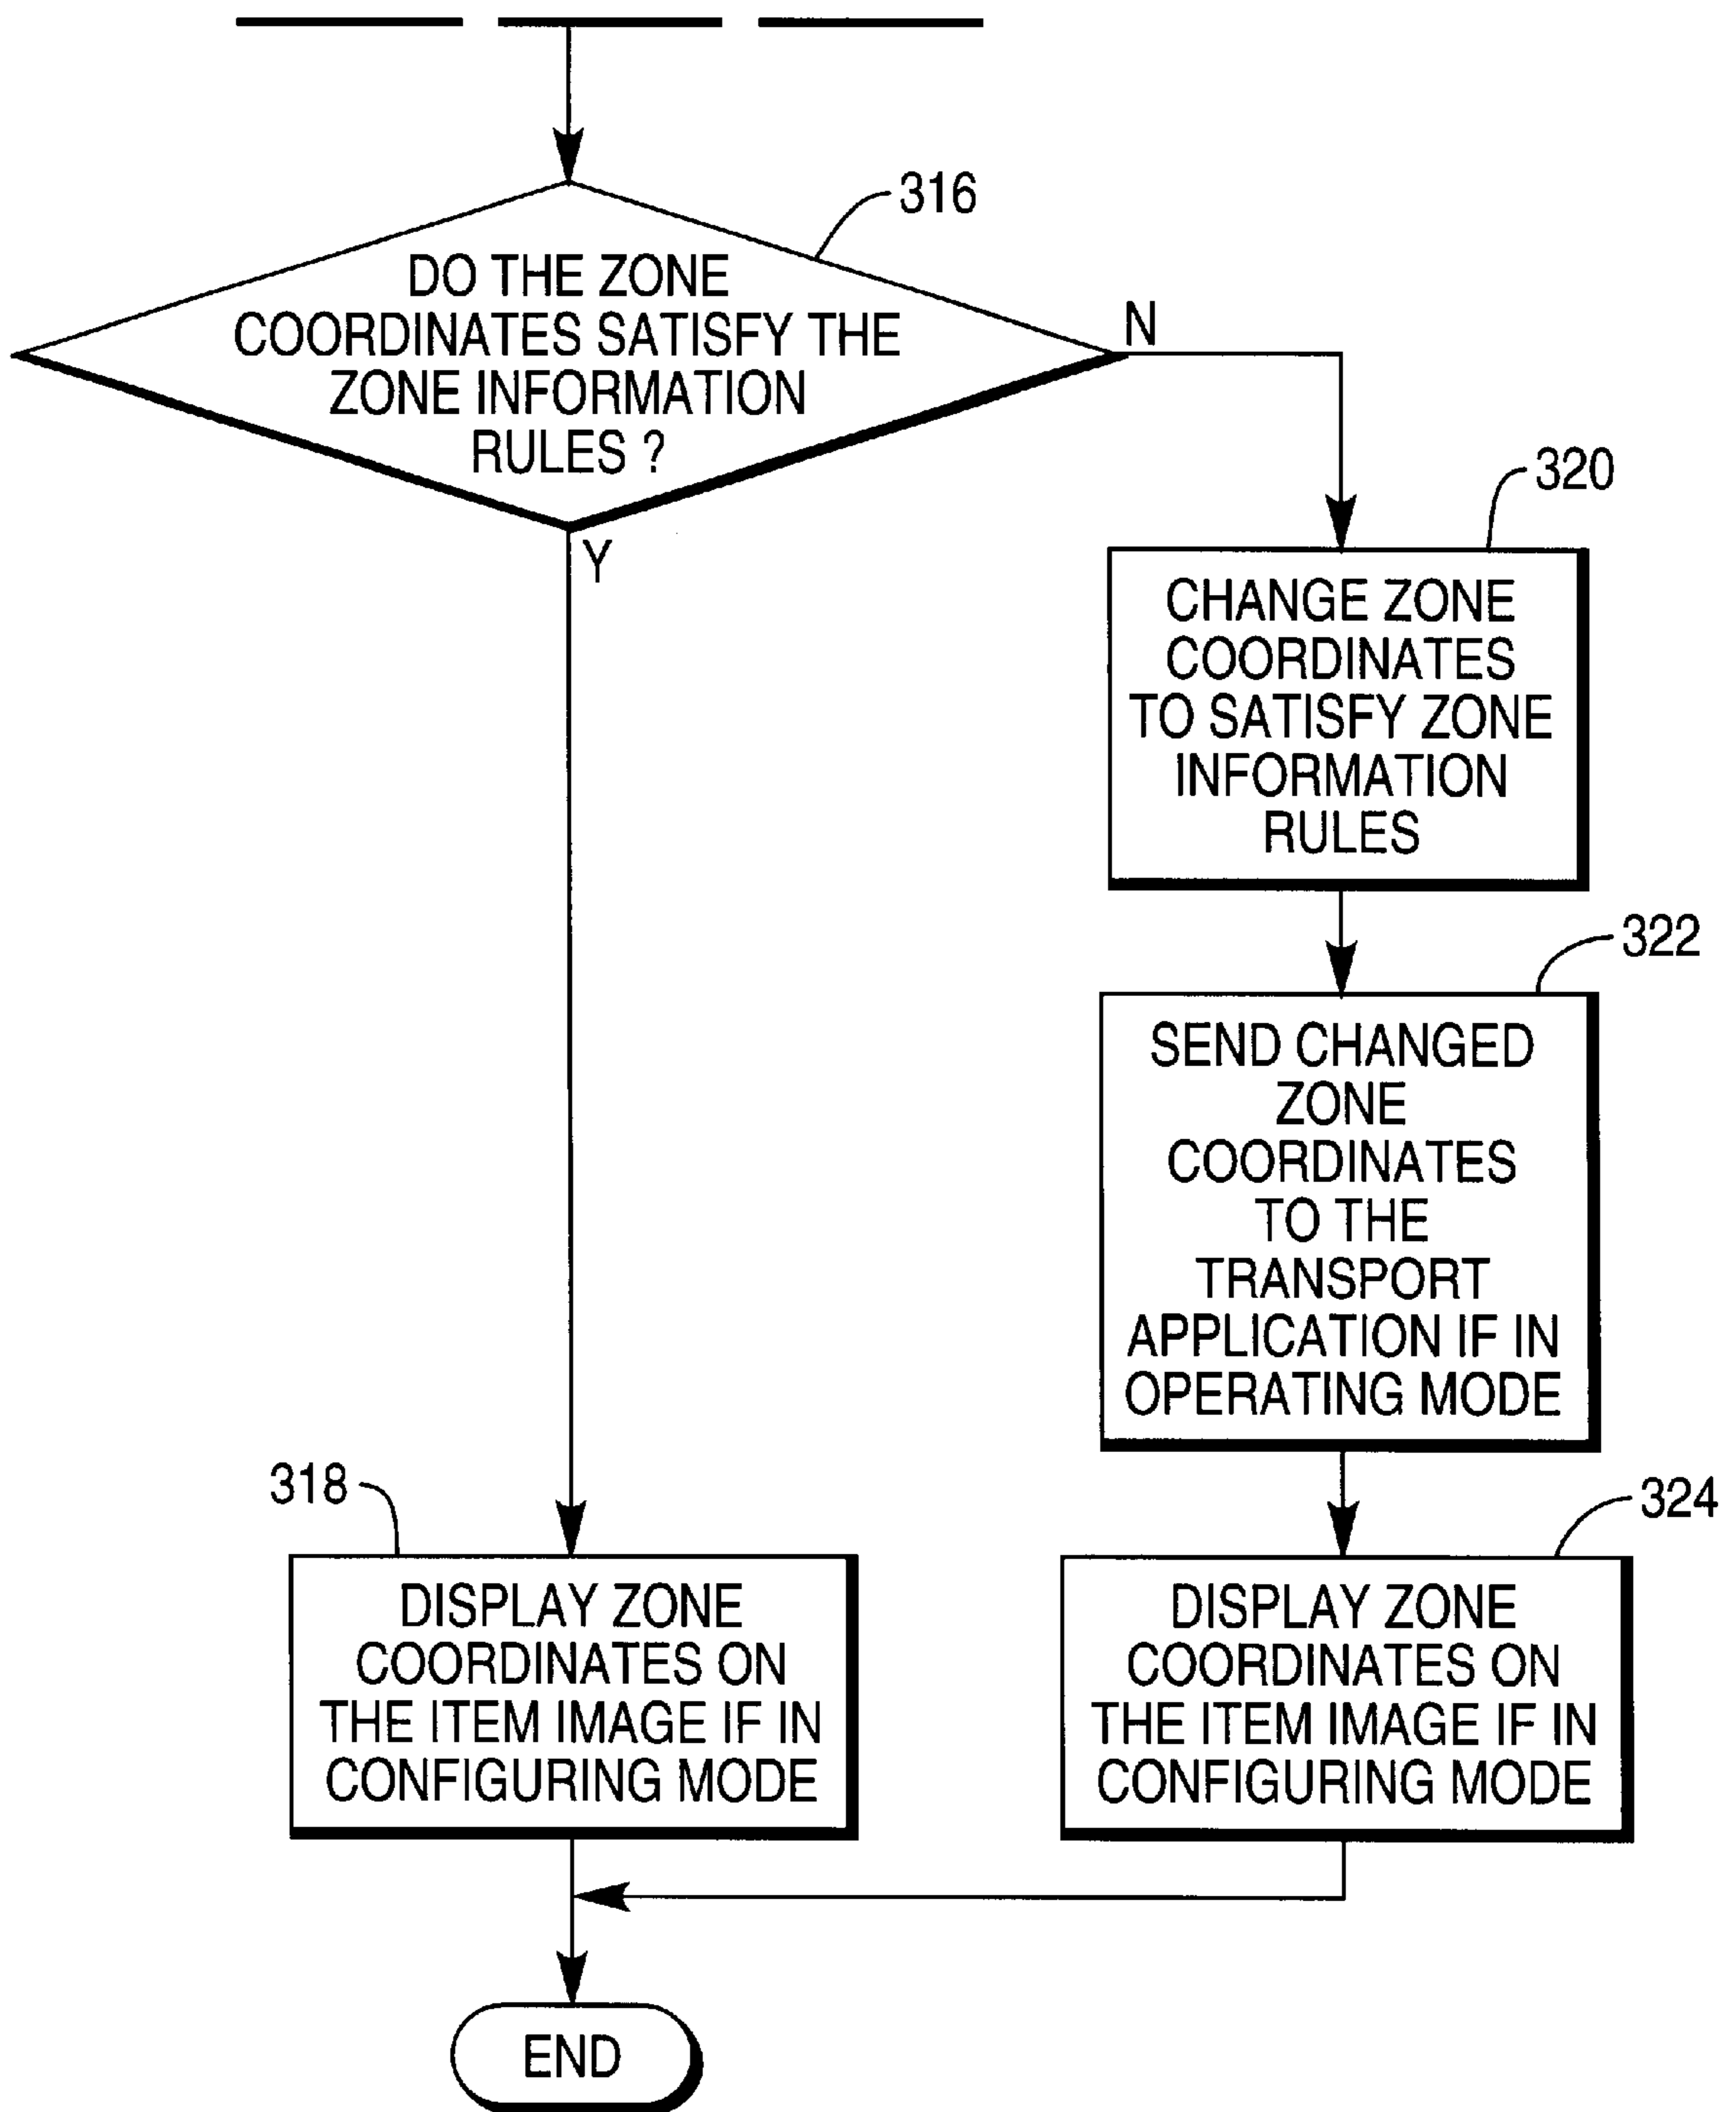 316
DO THE ZONE
COORDINATES SATISFY THE
ZONE INFORMATION
RULES ?
N
Y
320
CHANGE ZONE
COORDINATES
TO SATISFY ZONE
INFORMATION
RULES
322
SEND CHANGED
ZONE
COORDINATES
TO THE
TRANSPORT
APPLICATION IF IN
OPERATING MODE
318
DISPLAY ZONE
COORDINATES ON
THE ITEM IMAGE IF IN
CONFIGURING MODE
324
DISPLAY ZONE
COORDINATES ON
THE ITEM IMAGE IF IN
CONFIGURING MODE
END